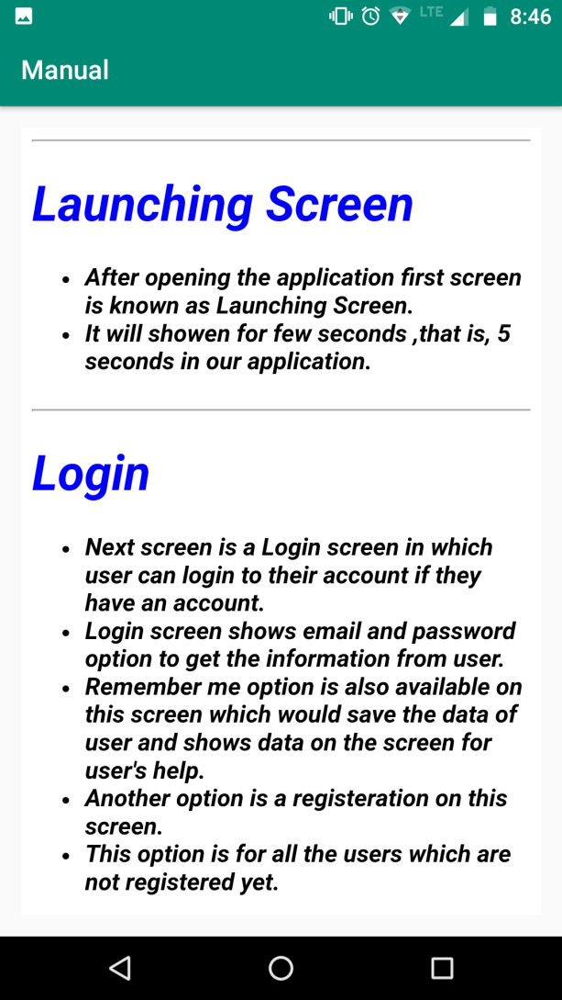 LTE 8:46
Manual
Launching Screen
• After opening the application first screen
is known as Launching Screen.
• It will showen for few seconds ,that is, 5
seconds in our application.
Login
• Next screen is a Login screen in which
user can login to their account if they
have an account.
• Login screen shows email and password
option to get the information from user.
• Remember me option is also available on
this screen which would save the data of
user and shows data on the screen for
user's help.
• Another option is a registeration on this
screen.
• This option is for all the users which are
not registered yet.